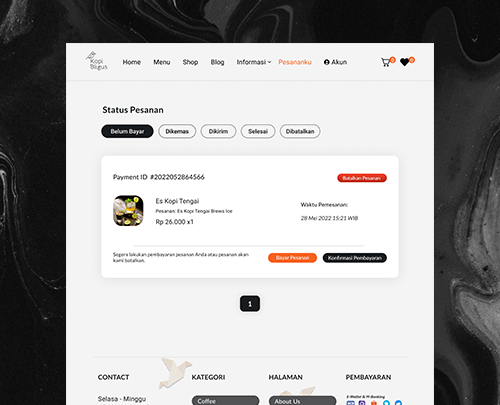 Kopi
Bligus
Home Menu Shop Blog Informasi Pesananku Akun 0 0
Status Pesanan
Belum Bayar Dikemas Dikirim Selesai Dibatalkan
Payment ID #2022052864566 Batalkan Pesanan
Es Kopi Tengai
Pesanan: Es Kopi Tengai Brews Ice
Rp 26.000 x1
Waktu Pemesanan:
28 Mei 2022 15:21 WIB
Segera lakukan pembayaran pesanan Anda atau pesanan akan
kami batalkan.
Bayar Pesanan Konfirmasi Pembayaran
1
CONTACT KATEGORI HALAMAN PEMBAYARAN
Selasa - Minggu Coffee About Us E-Wallet & M-Banking